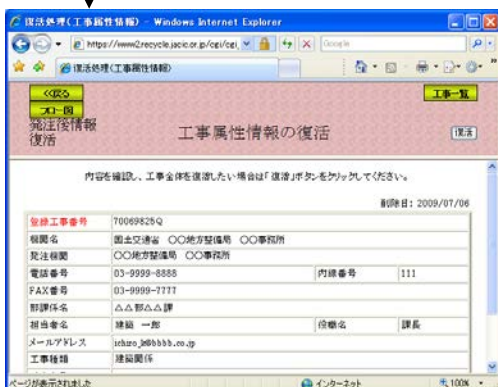 復活処理(工事属性情報) - Windows Internet Explorer
https://www2.recycle.jacic.or.jp/cgi/cgi.
Google
復活処理(工事属性情報)
<<戻る
フロー図
工事一覧
発注後情報
復活
工事属性情報の復活
復活
内容を確認し、工事全体を復活したい場合は「復活」ボタンをクリックしてください。
削除日: 2009/07/06
登録工事番号 70069825Q
機関名 国土交通省 〇〇地方整備局 〇〇事務所
発注機関 〇〇地方整備局 〇〇事務所
電話番号 03-9999-8888 内線番号 111
FAX番号 03-9999-7777
部課係名 △△部△△課
担当者名 建築 一郎 役職名 課長
メールアドレス ichiro_k@bbbb.co.jp
工事種類 建築関係
ページが表示されました インターネット 100%